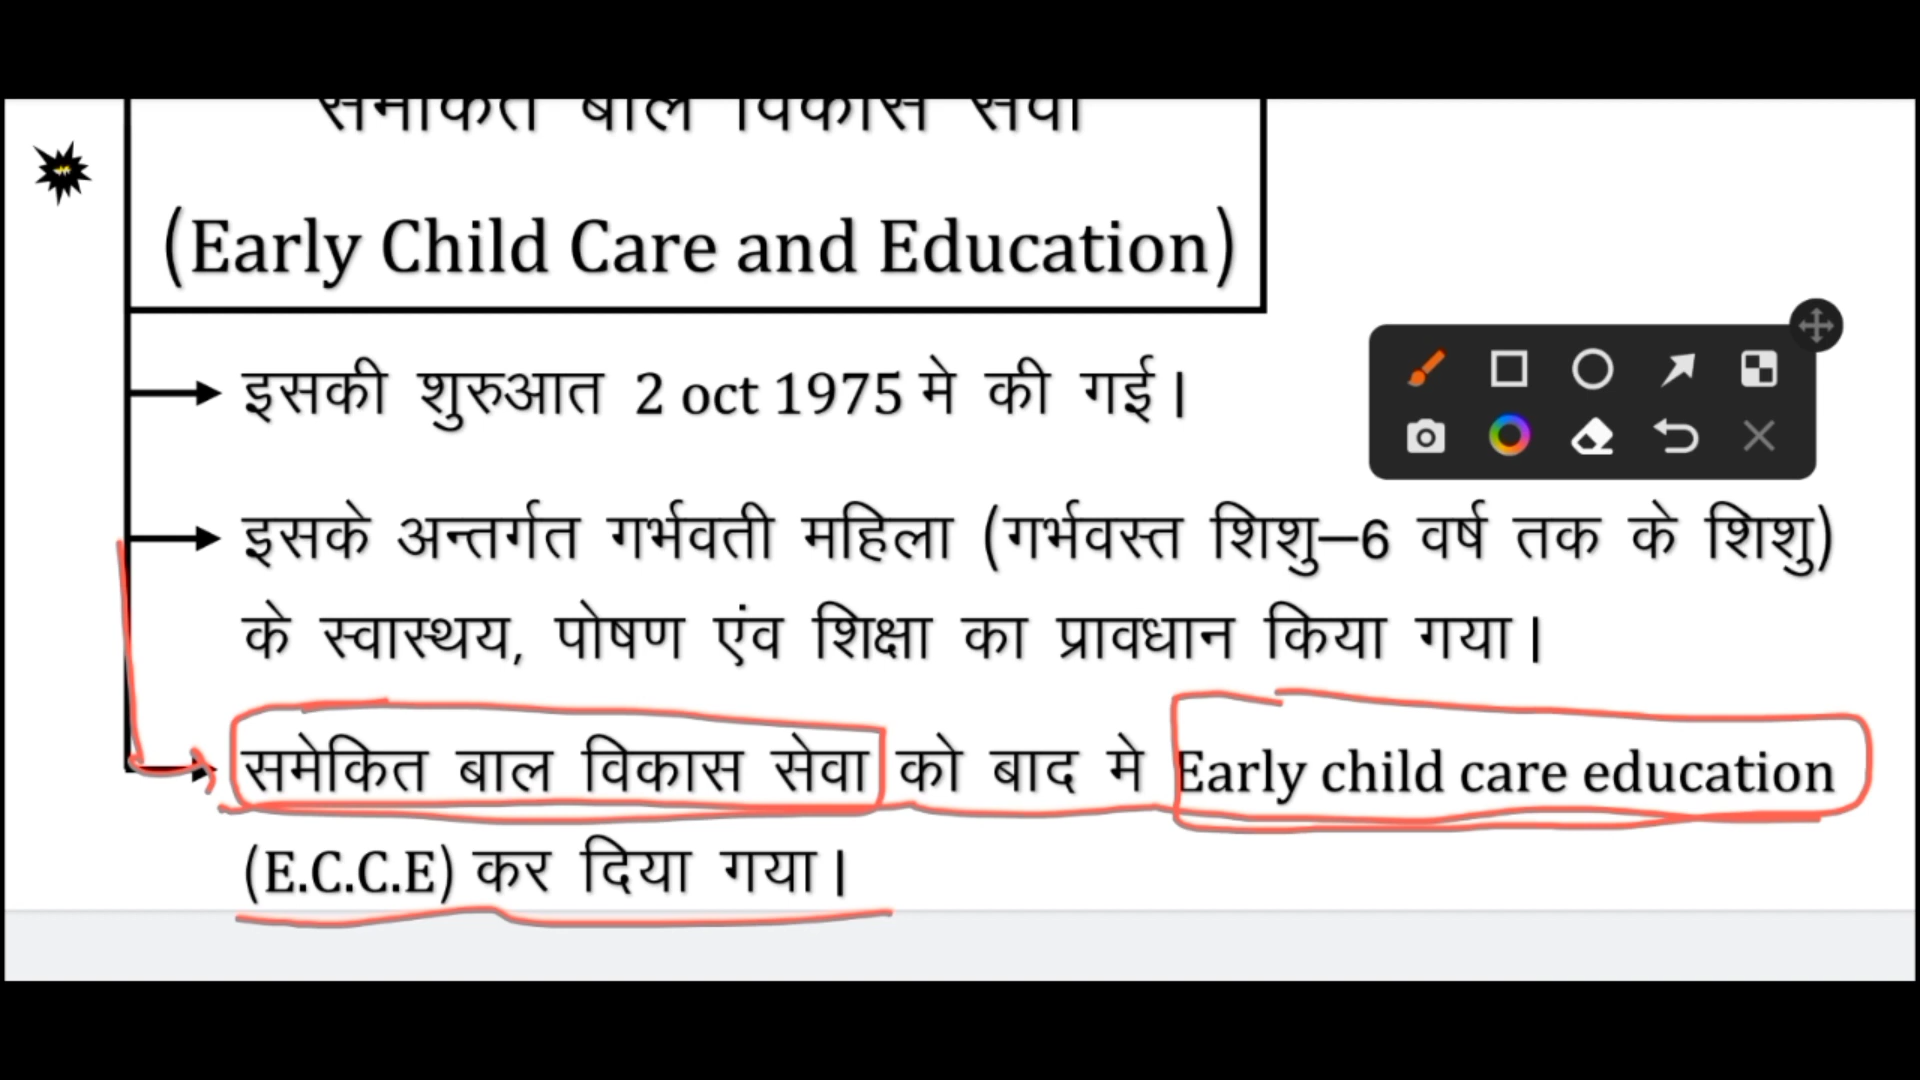 समेकित बाल विकास सेवा
(Early Child Care and Education)
इसकी शुरुआत 2 oct 1975 मे की गई।
इसके अन्तर्गत गर्भवती महिला (गर्भवस्त शिशु–6 वर्ष तक के शिशु)
के स्वास्थय, पोषण एंव शिक्षा का प्रावधान किया गया।
समेकित बाल विकास सेवा को बाद मे Early child care education
(E.C.C.E) कर दिया गया।